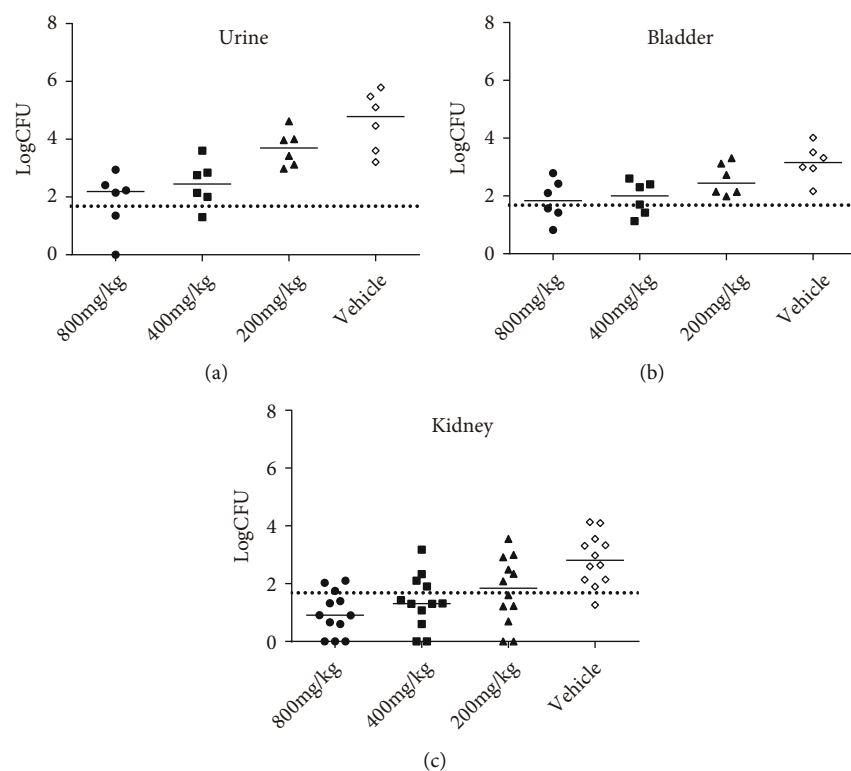 Urine
LogCFU
8
6
4
2
0
800mg/kg
400mg/kg
200mg/kg
Vehicle
(a)
Bladder
LogCFU
8
6
4
2
0
800mg/kg
400mg/kg
200mg/kg
Vehicle
(b)
Kidney
LogCFU
8
6
4
2
0
800mg/kg
400mg/kg
200mg/kg
Vehicle
(c)